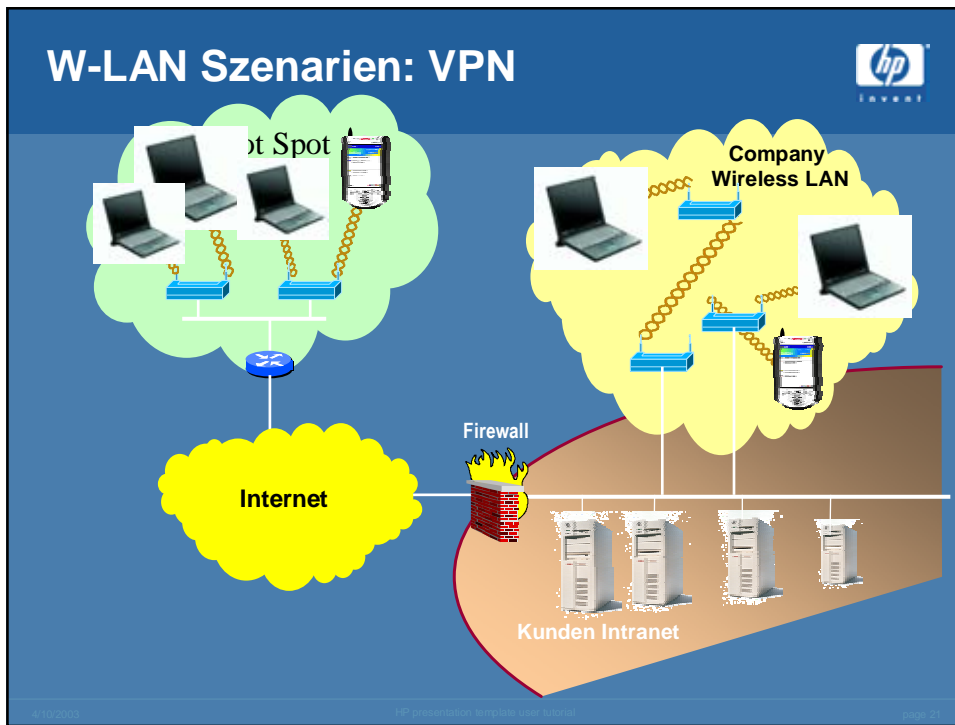 W-LAN Szenarien: VPN
hp
invent
ot Spot
Company
Wireless LAN
Firewall
Internet
Kunden Intranet
4/10/2003
HP presentation template user tutorial
page 21